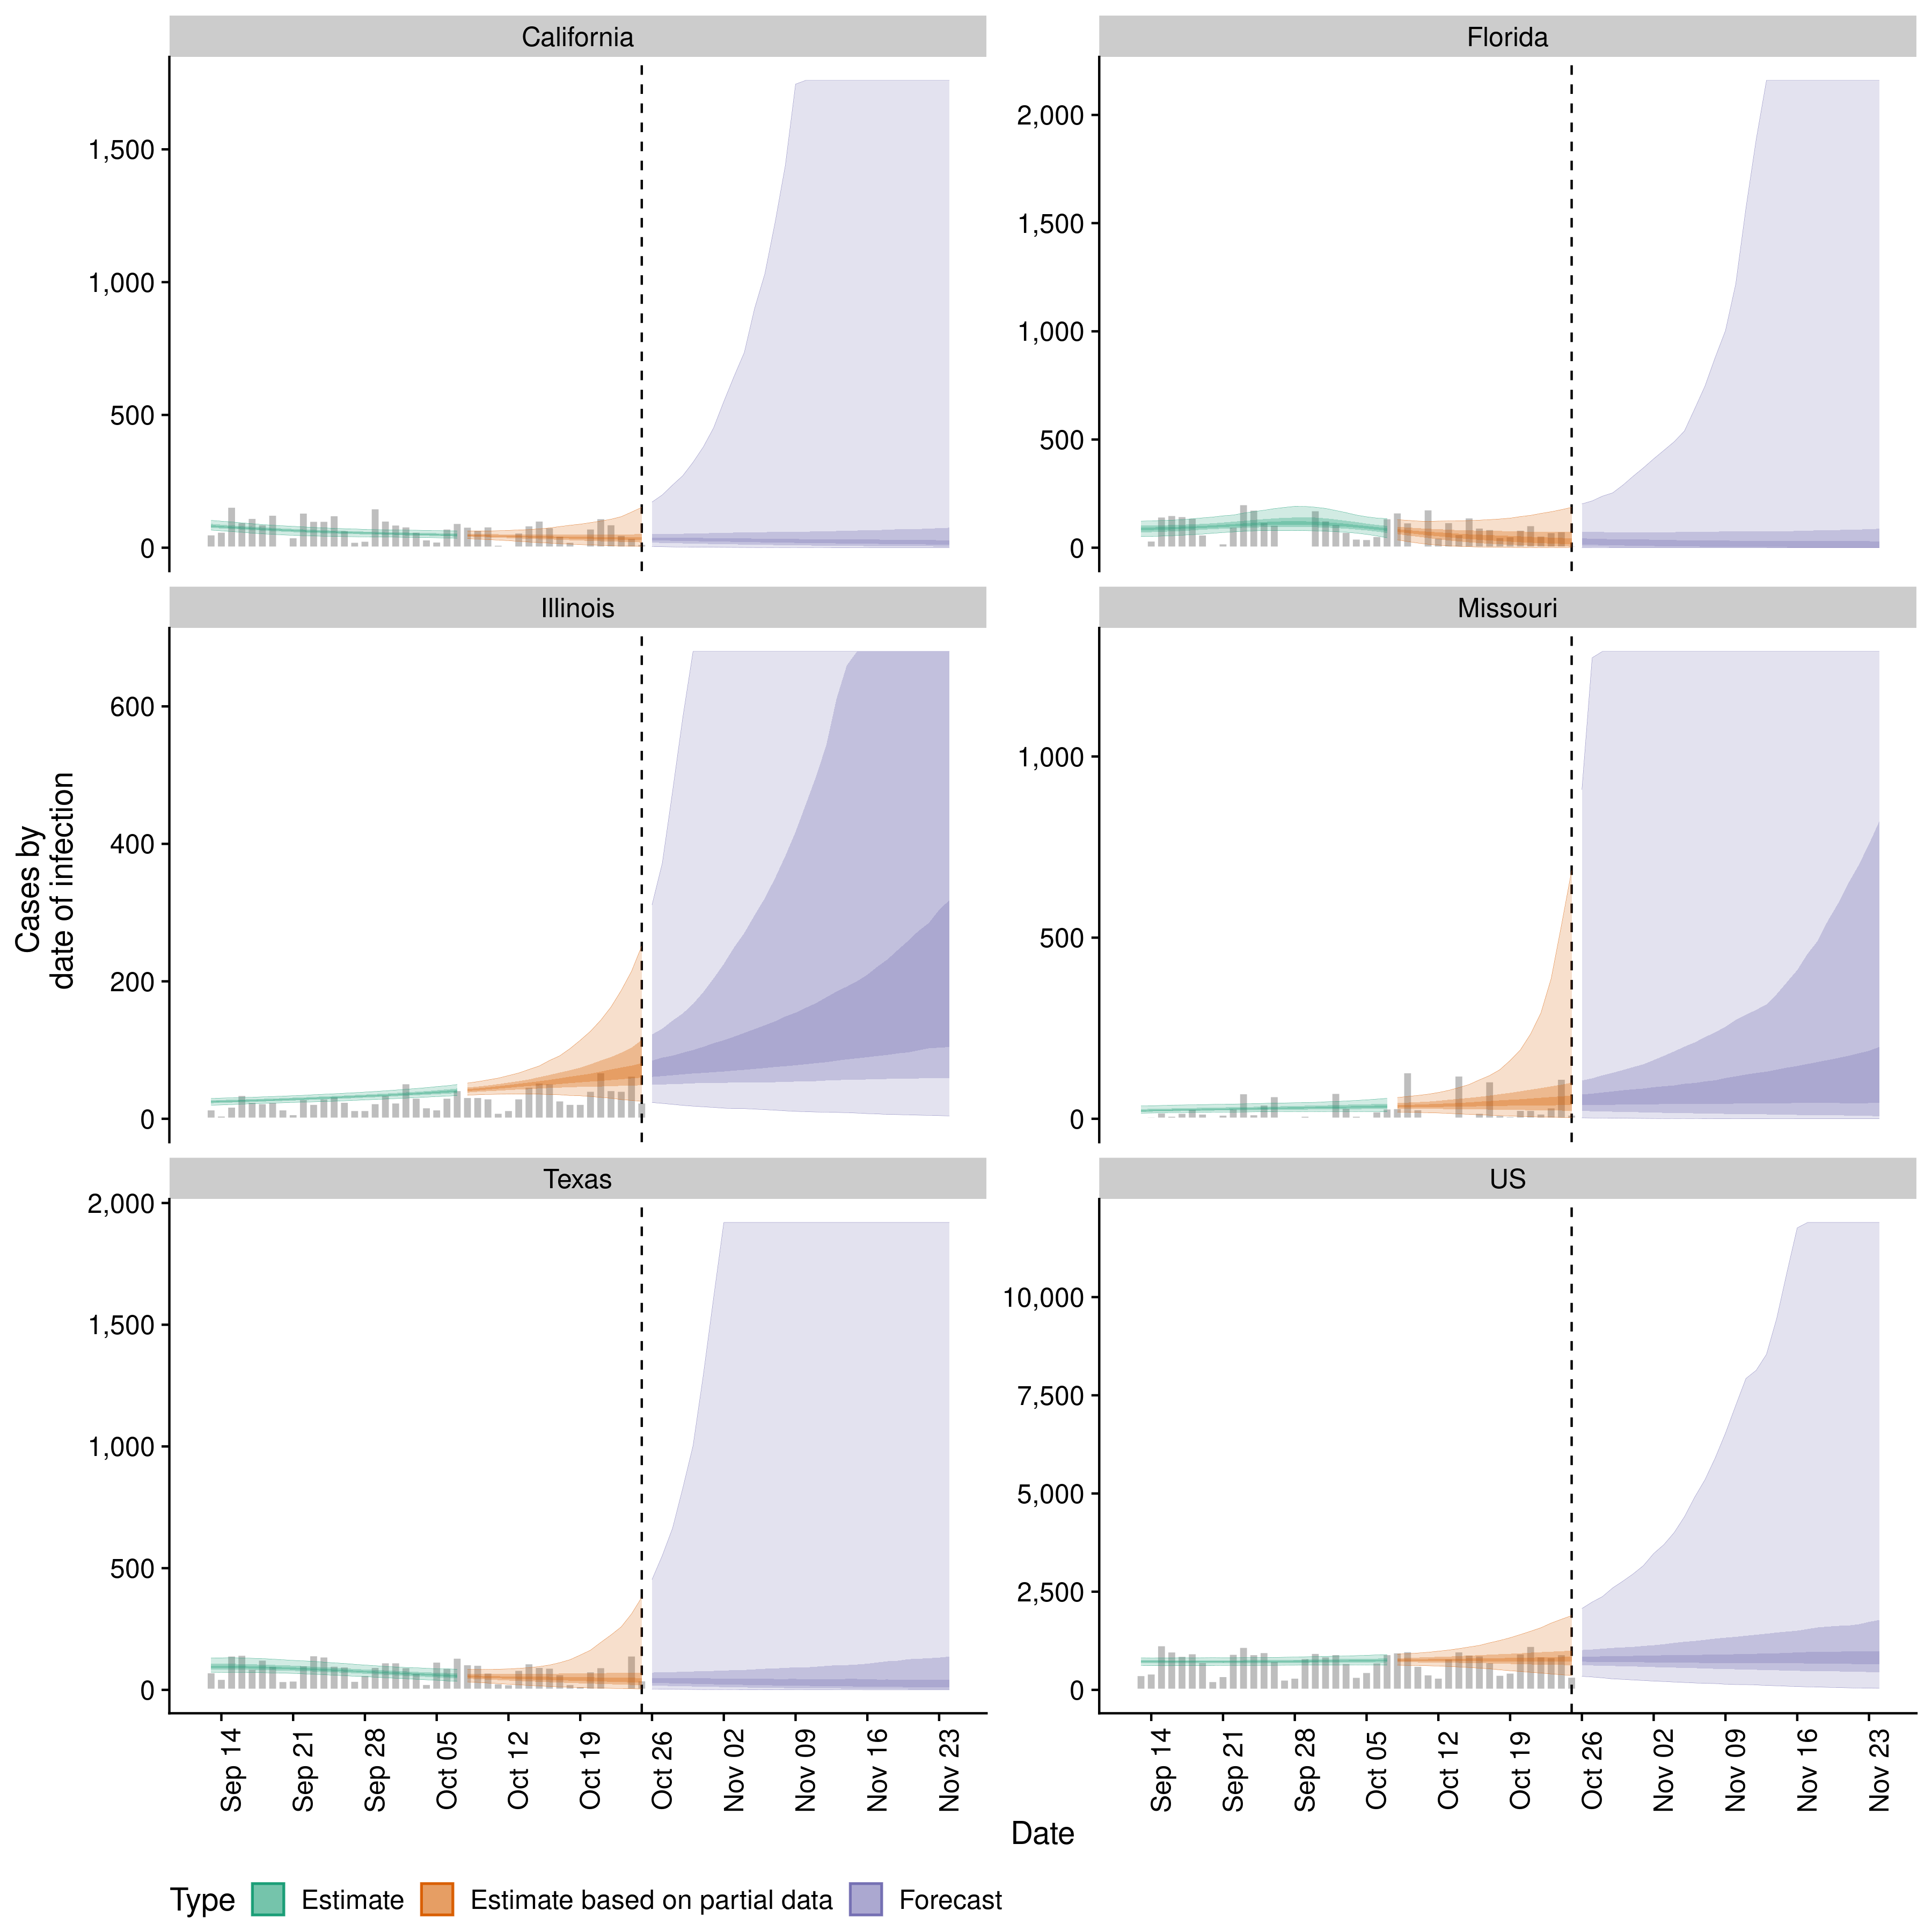 California
Florida
1,500
1,000
500
0
2,000
1,500
1,000
500
0
Illinois
Missouri
600
400
200
0
1,000
500
0
Texas
US
2,000
1,500
1,000
500
0
10,000
7,500
5,000
2,500
0
Cases by
date of infection
Sep 14
Sep 21
Sep 28
Oct 05
Oct 12
Oct 19
Oct 26
Nov 02
Nov 09
Nov 16
Nov 23
Sep 14
Sep 21
Sep 28
Oct 05
Oct 12
Oct 19
Oct 26
Nov 02
Nov 09
Nov 16
Nov 23
Date
Type Estimate Estimate based on partial data Forecast